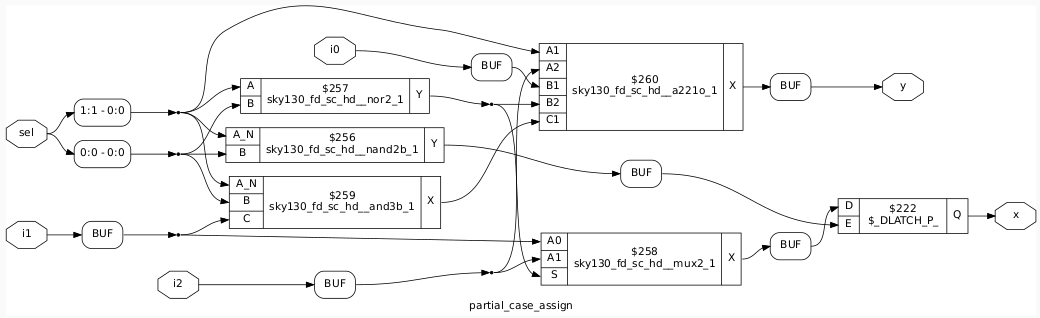 i0
BUF
A1
A2
B1
B2
C1
$260
sky130_fd_sc_hd__a221o_1
X
BUF
y
sel
1:1 - 0:0
0:0 - 0:0
A
B
$257
sky130_fd_sc_hd__nor2_1
Y
A_N
B
$256
sky130_fd_sc_hd__nand2b_1
Y
BUF
A_N
B
C
$259
sky130_fd_sc_hd__and3b_1
X
D
E
$222
$_DLATCH_P_
Q
x
i1
BUF
A0
A1
S
$258
sky130_fd_sc_hd__mux2_1
X
BUF
i2
BUF
partial_case_assign